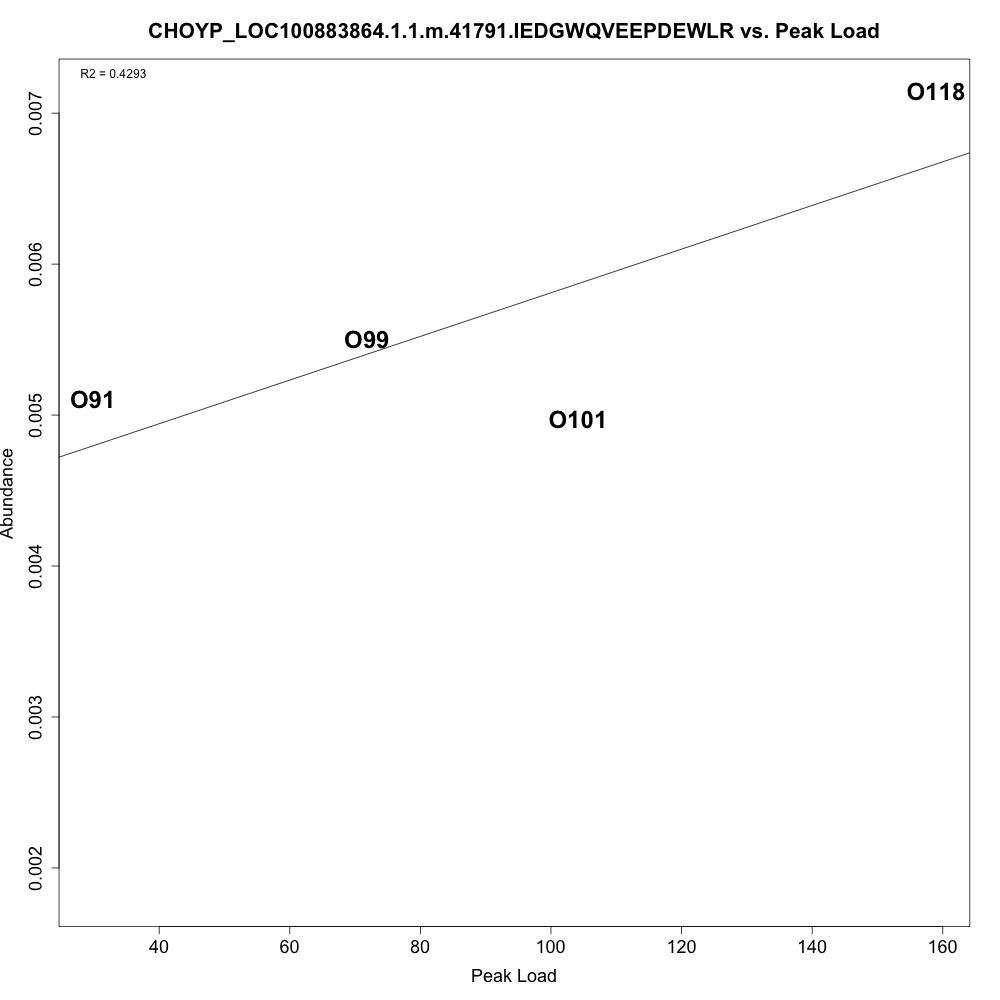 CHOYP_LOC100883864.1.1.m.41791.IEDGWQVEEPDEWLR vs. Peak Load
R2 = 0.4293
O118
O99
O91
O101
0.007
0.006
0.005
0.004
0.003
0.002
Abundance
40 60 80 100 120 140 160
Peak Load